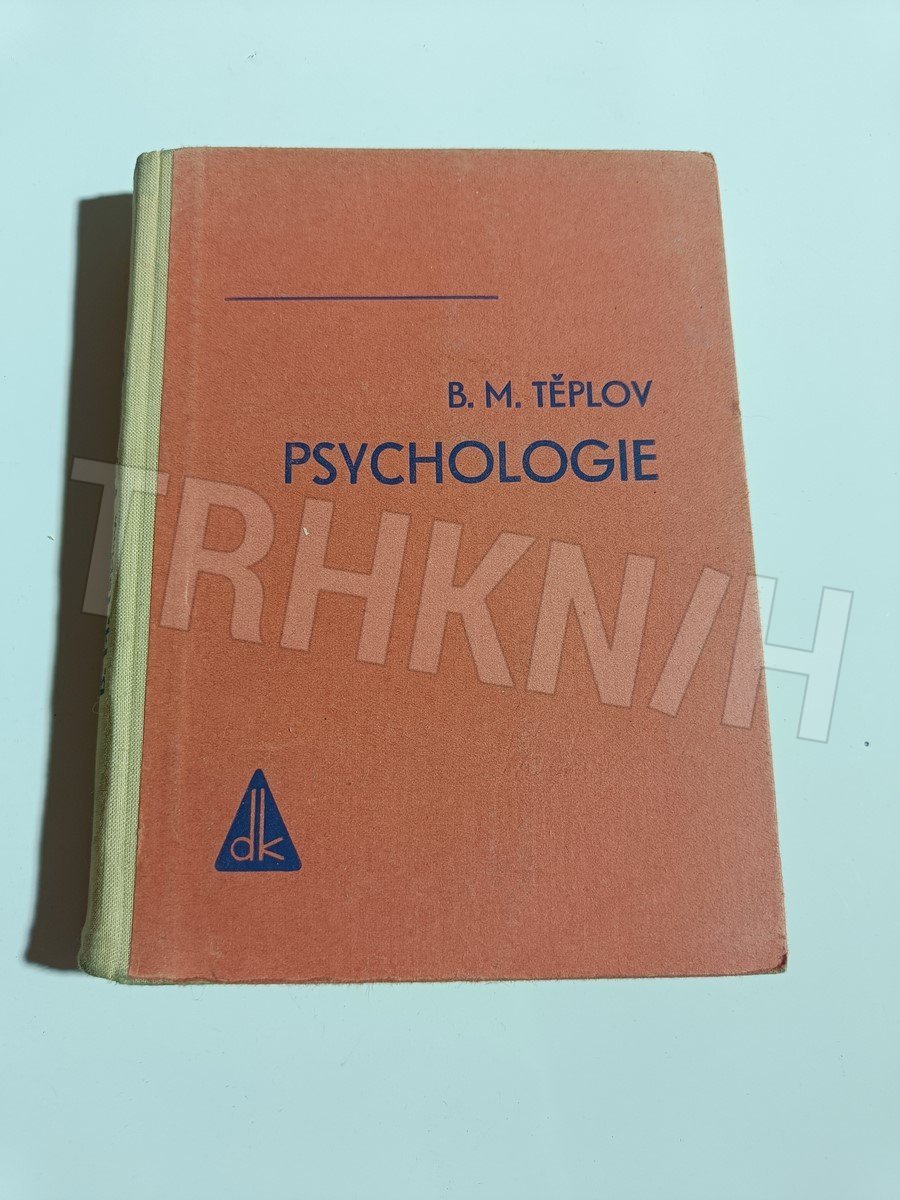 B. M. TĚPLOV
PSYCHOLOGIE
TRHKNIH
dk